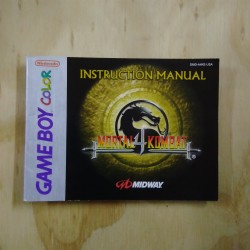 Nintendo
GAME BOY COLOR
INSTRUCTION MANUAL
MORTAL 4 KOMBAT
MIDWAY